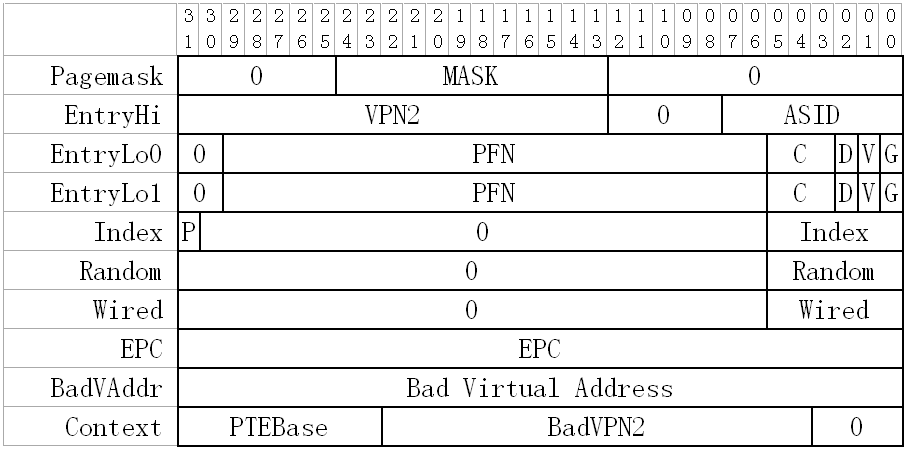 3 3 2 2 2 2 2 2 2 2 2 2 1 1 1 1 1 1 1 1 1 1 0 0 0 0 0 0 0 0 0 0
1 0 9 8 7 6 5 4 3 2 1 0 9 8 7 6 5 4 3 2 1 0 9 8 7 6 5 4 3 2 1 0
Pagemask 0 MASK 0
EntryHi VPN2 0 ASID
EntryLo0 0 PFN C D V G
EntryLo1 0 PFN C D V G
Index P 0 Index
Random 0 Random
Wired 0 Wired
EPC EPC
BadVAddr Bad Virtual Address
Context PTEBase BadVPN2 0